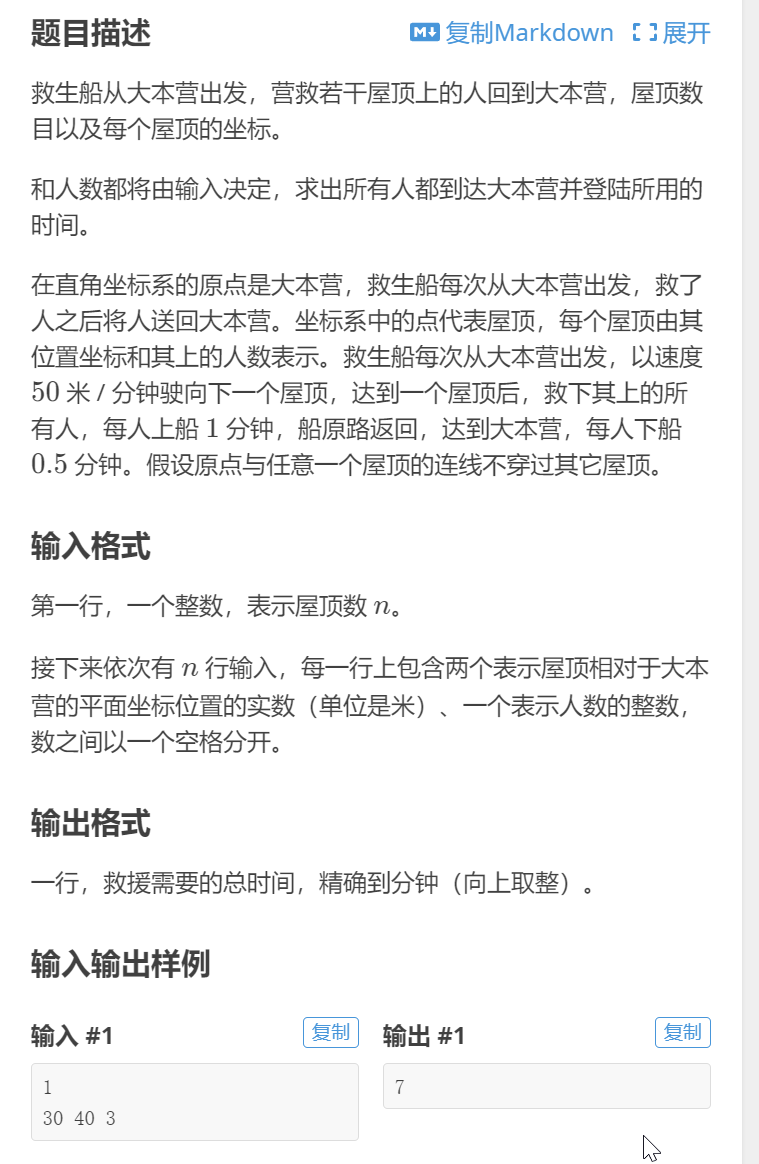 题目描述
M↓ 复制Markdown 展开
救生船从大本营出发，营救若干屋顶上的人回到大本营，屋顶数
目以及每个屋顶的坐标。
和人数都将由输入决定，求出所有人都到达大本营并登陆所用的
时间。
在直角坐标系的原点是大本营，救生船每次从大本营出发，救了
人之后将人送回大本营。坐标系中的点代表屋顶，每个屋顶由其
位置坐标和其上的人数表示。救生船每次从大本营出发，以速度
50 米 / 分钟驶向下一个屋顶，达到一个屋顶后，救下其上的所
有人，每人上船 1 分钟，船原路返回，达到大本营，每人下船
0.5 分钟。假设原点与任意一个屋顶的连线不穿过其它屋顶。
输入格式
第一行，一个整数，表示屋顶数 n。
接下来依次有 n 行输入，每一行上包含两个表示屋顶相对于大本
营的平面坐标位置的实数（单位是米）、一个表示人数的整数，
数之间以一个空格分开。
输出格式
一行，救援需要的总时间，精确到分钟（向上取整）。
输入输出样例
输入 #1
复制
1
30 40 3
输出 #1
复制
7